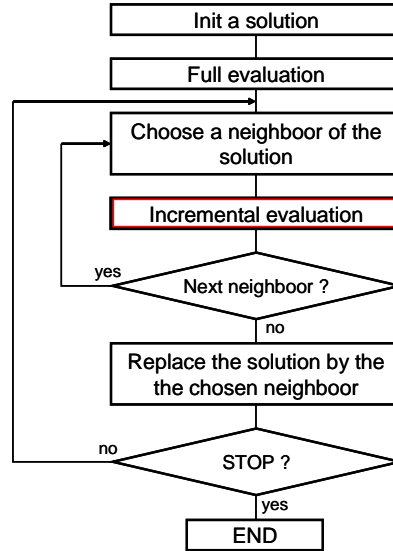 Init a solution
Full evaluation
Choose a neighboor of the
solution
Incremental evaluation
yes
Next neighboor ?
no
Replace the solution by the
the chosen neighboor
no
STOP ?
yes
END